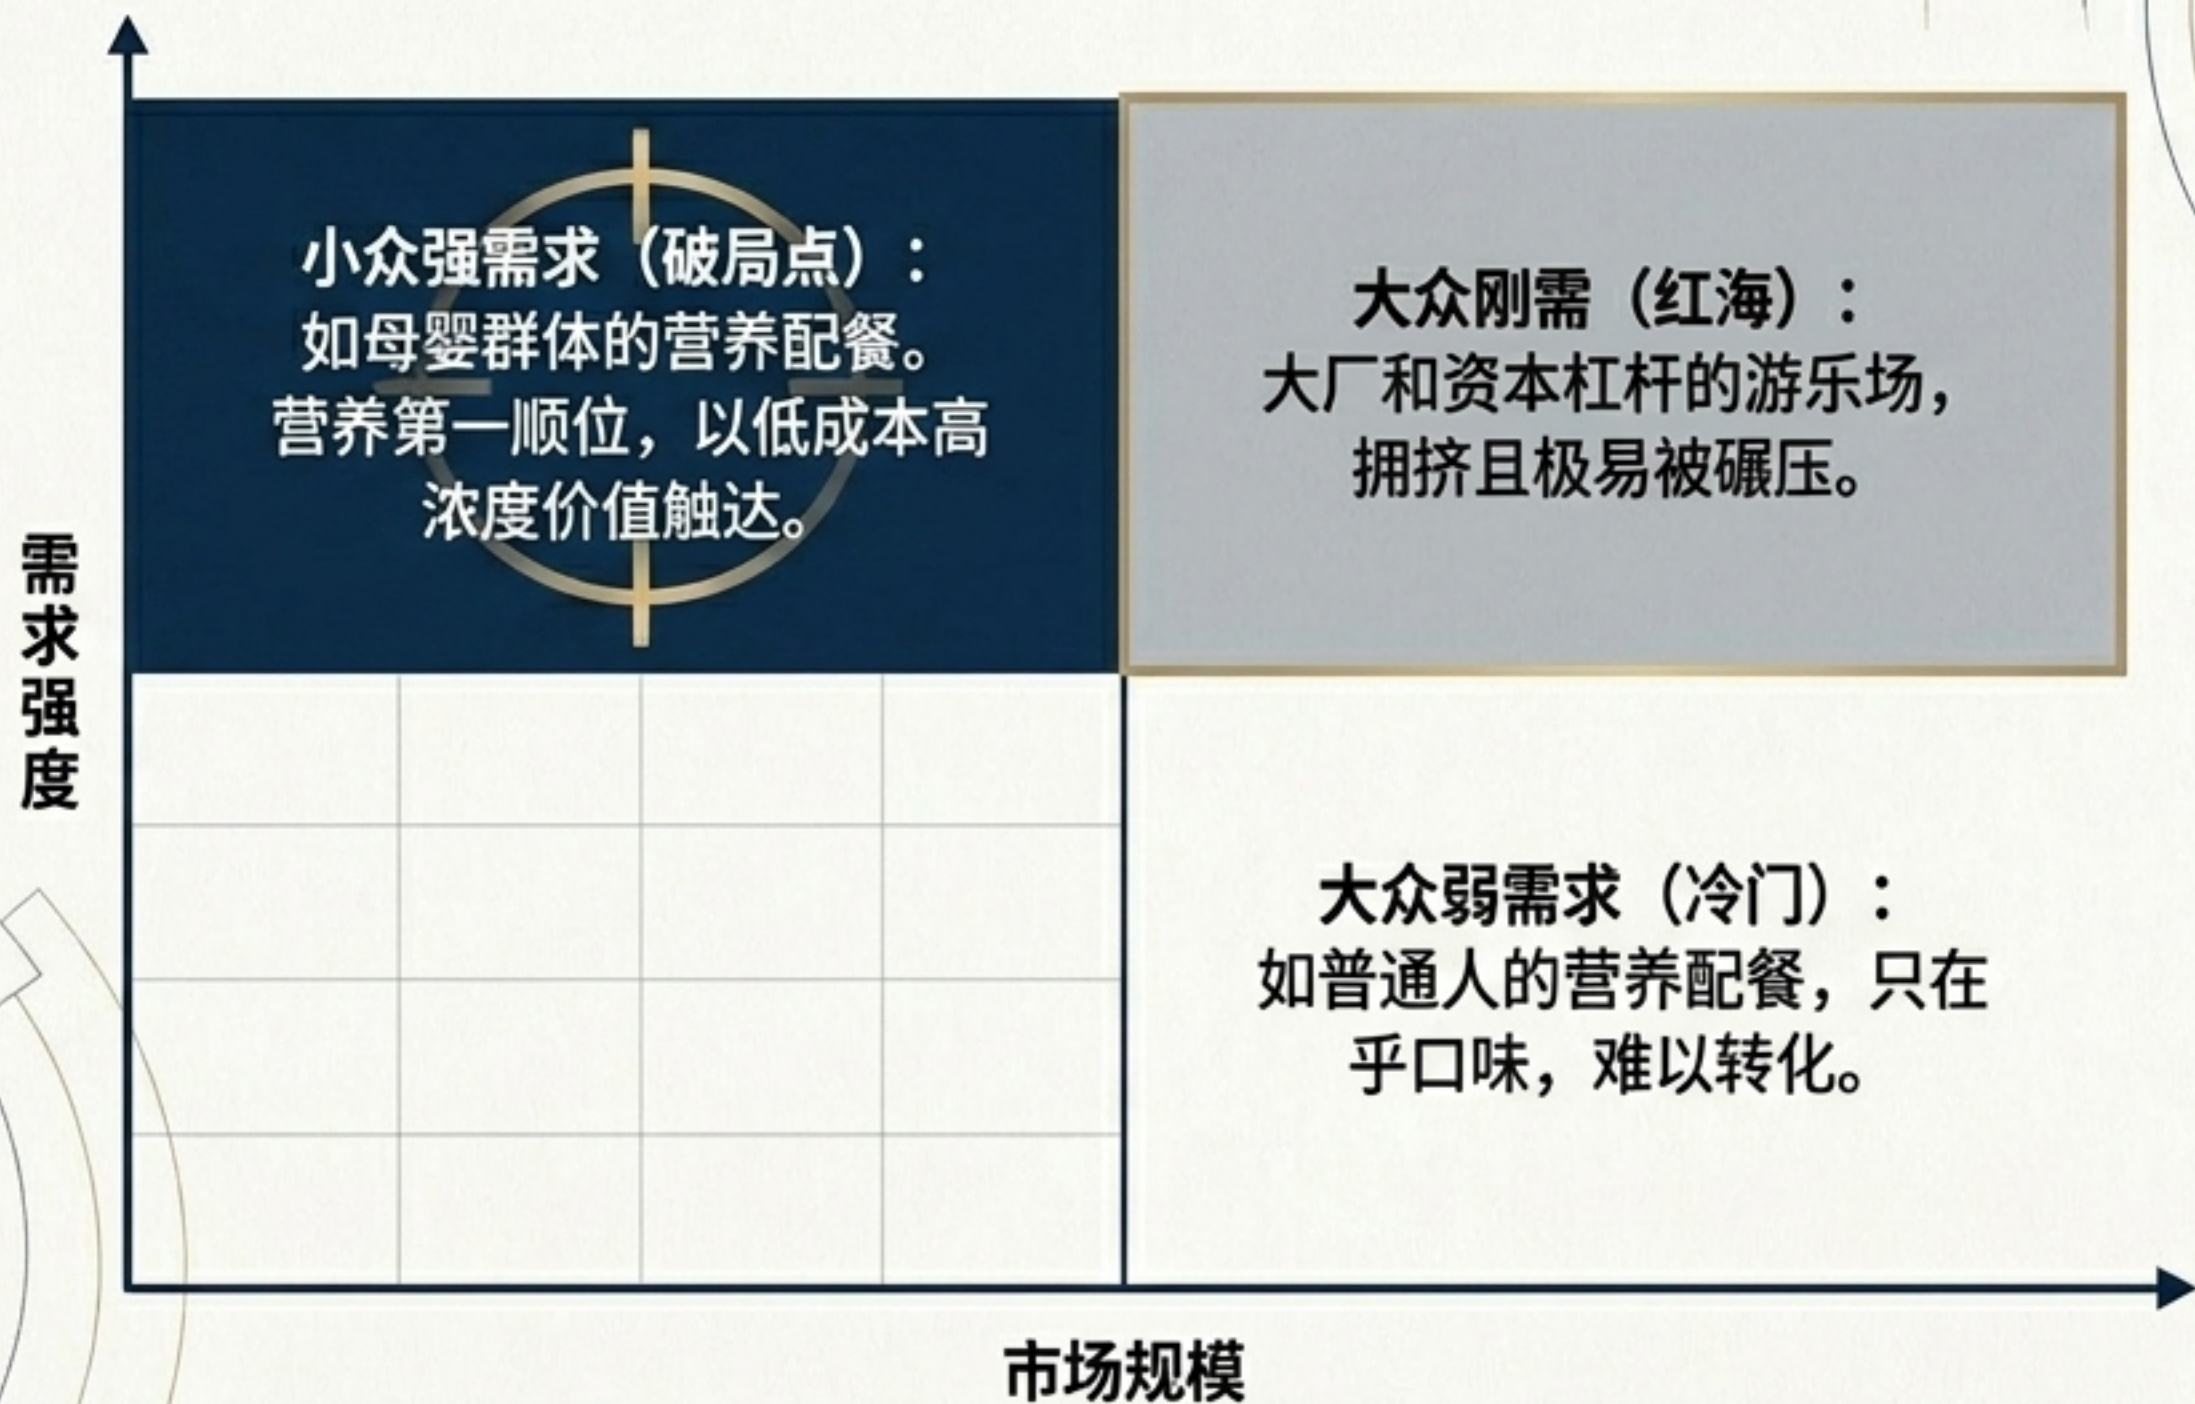 小众强需求（破局点）：
如母婴群体的营养配餐。
营养第一顺位，以低成本高
浓度价值触达。
大众刚需（红海）：
大厂和资本杠杆的游乐场，
拥挤且极易被碾压。
需求强度
大众弱需求（冷门）：
如普通人的营养配餐，只在
乎口味，难以转化。
市场规模